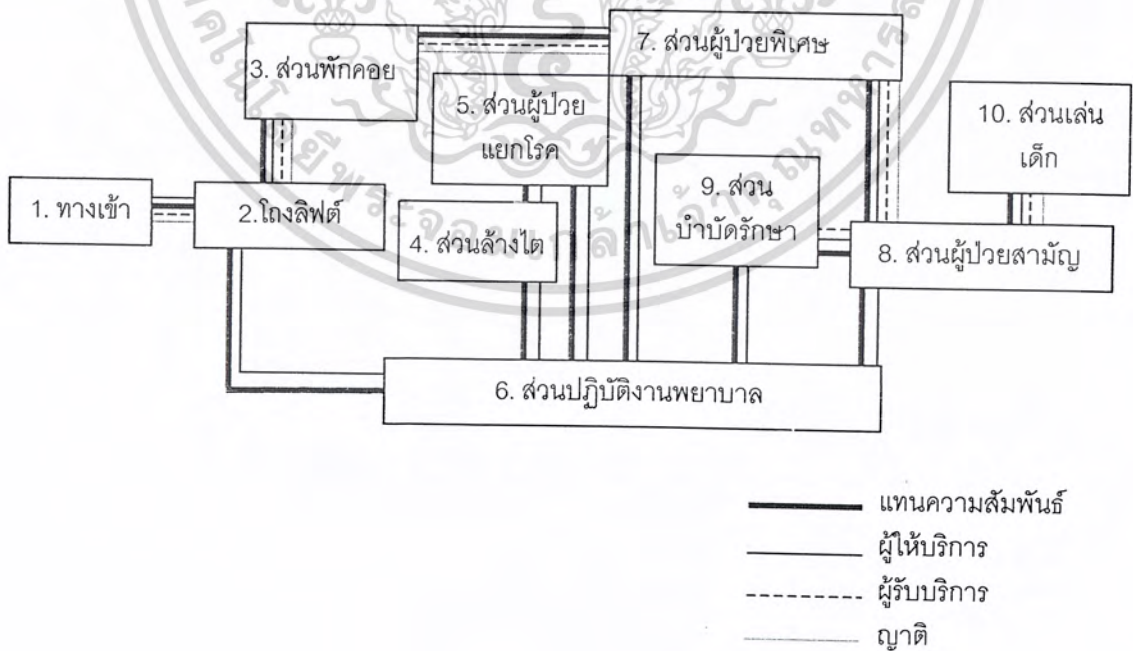 3. ส่วนพักคอย
7. ส่วนผู้ป่วยพิเศษ
5. ส่วนผู้ป่วย
แยกโรค
10. ส่วนเล่น
เด็ก
1. ทางเข้า
2.โถงลิฟต์
4. ส่วนล้างไต
9. ส่วน
บำบัดรักษา
8. ส่วนผู้ป่วยสามัญ
6. ส่วนปฏิบัติงานพยาบาล
แทนความสัมพันธ์
ผู้ให้บริการ
ผู้รับบริการ
ญาติ